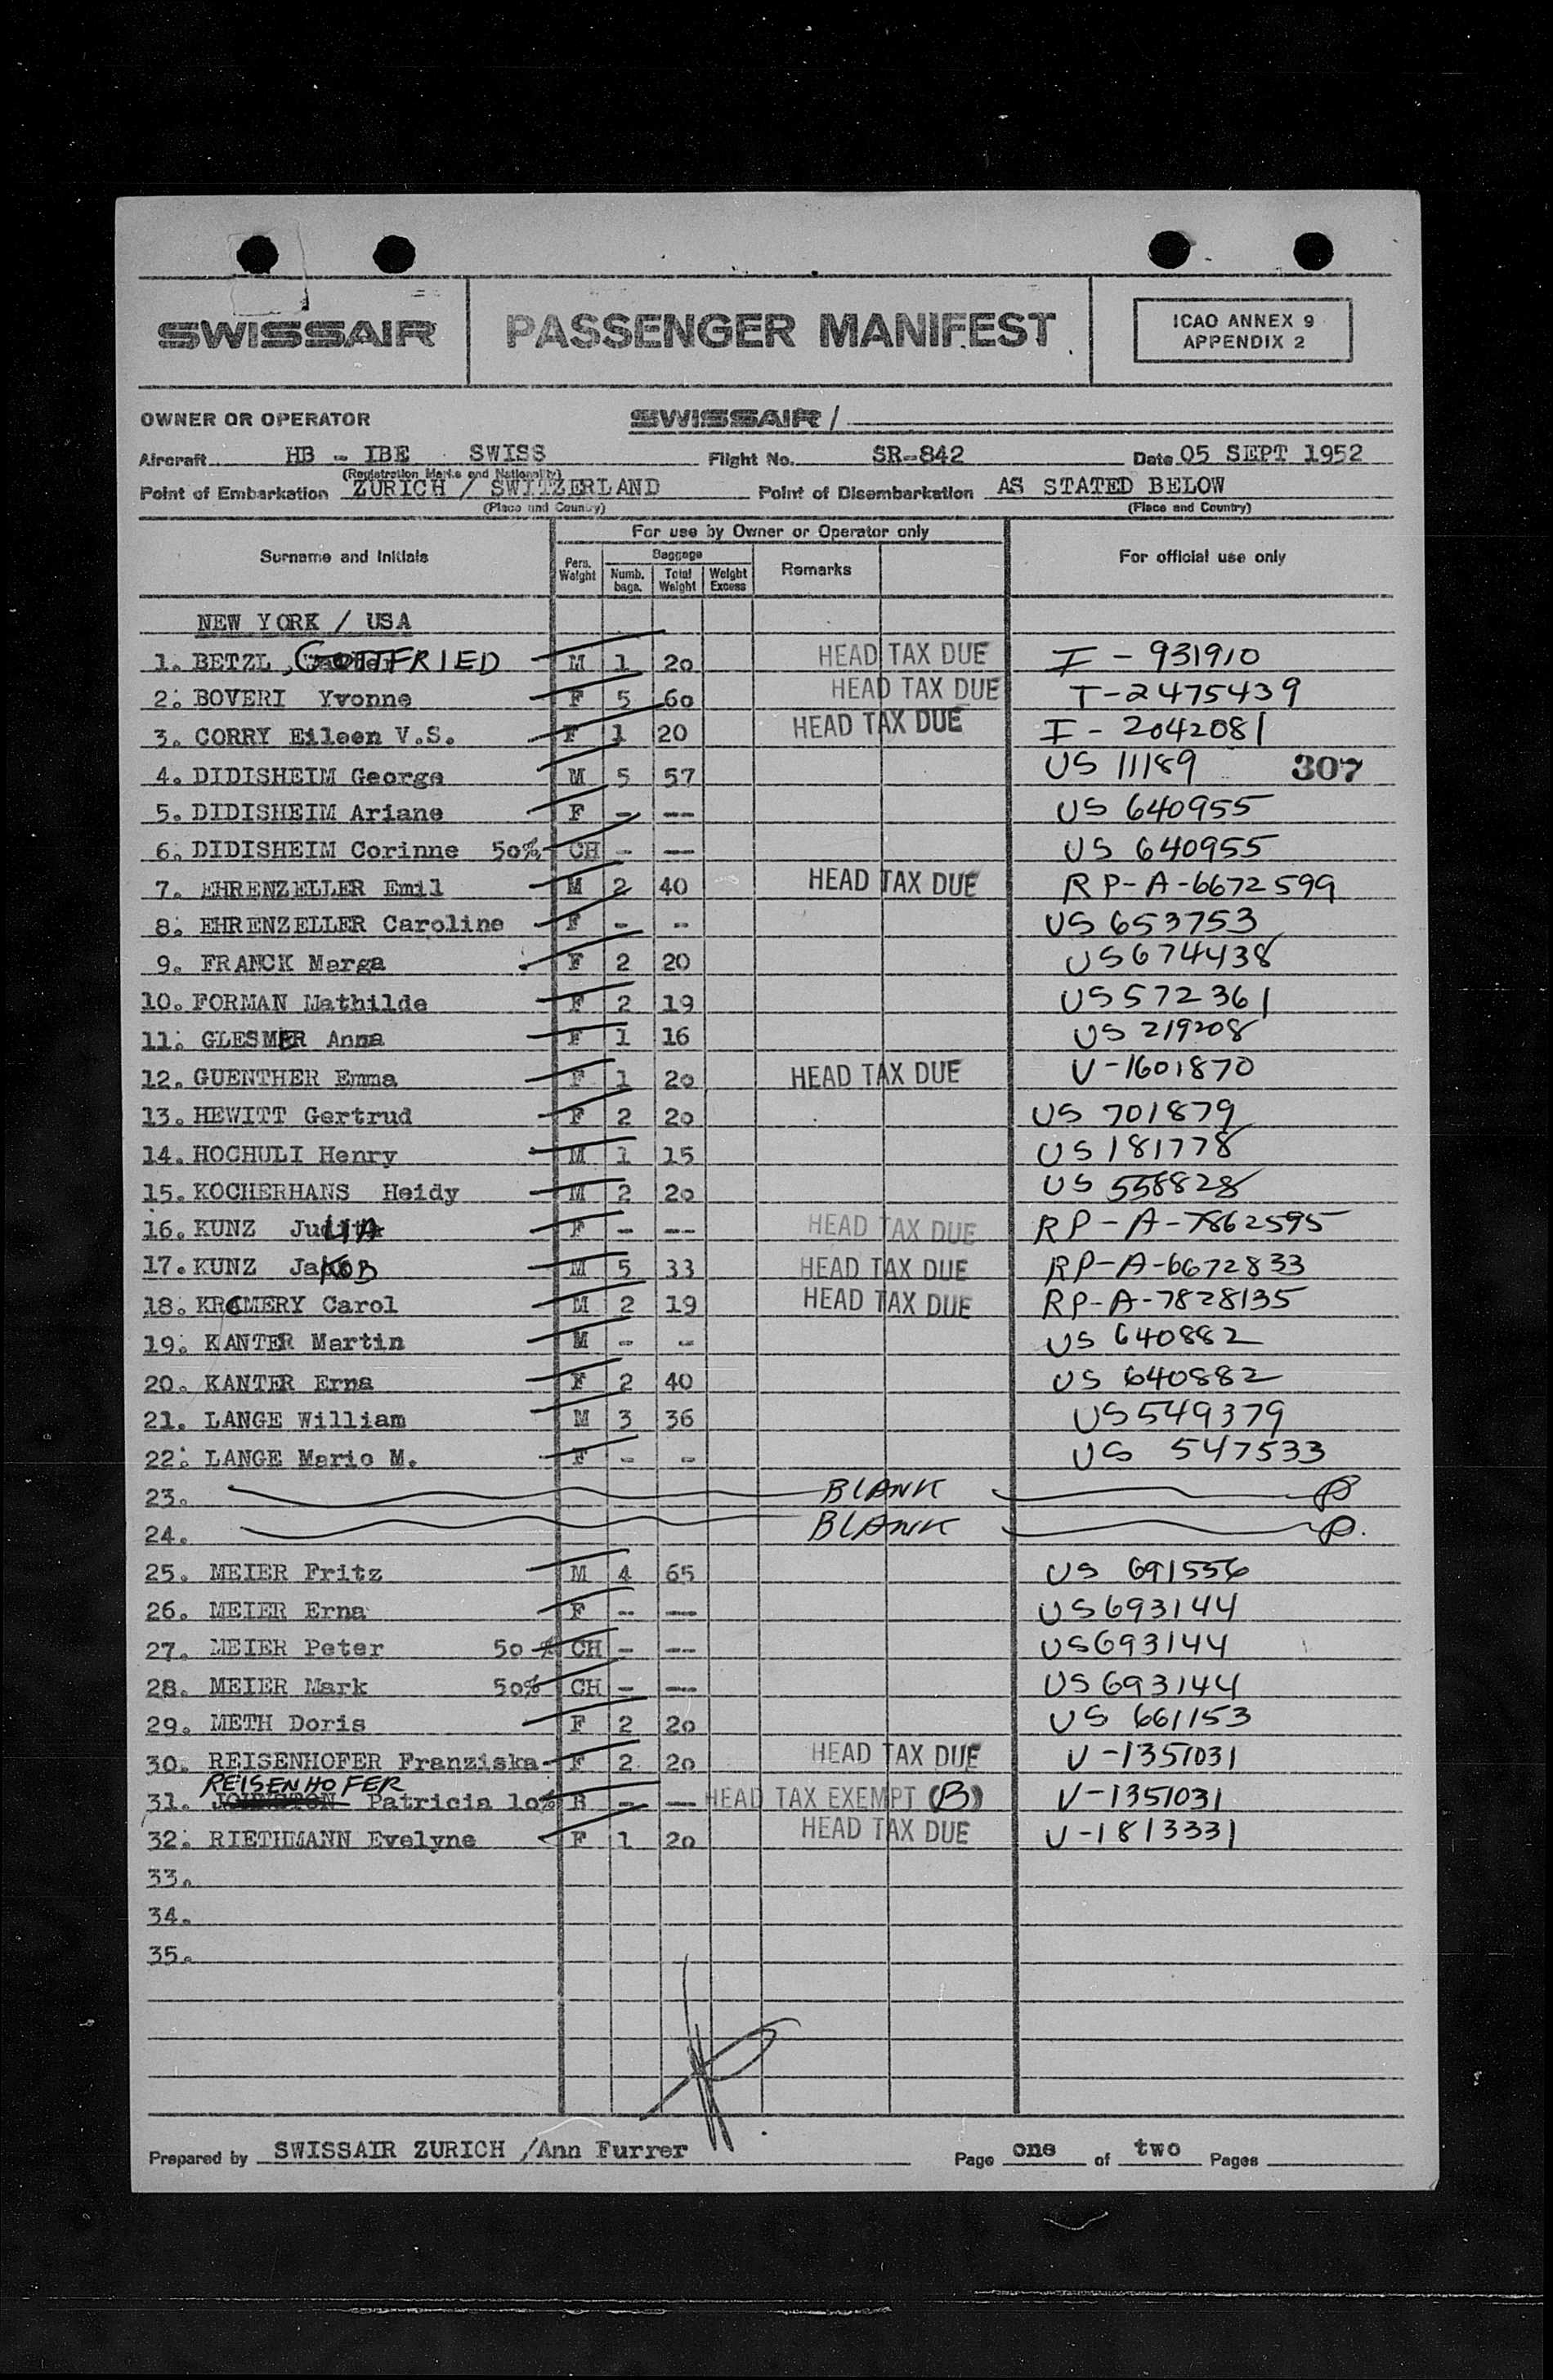 SWISSAIR PASSENGER MANIFEST ICAO ANNEX 9
APPENDIX 2
OWNER OR OPERATOR SWISSAIR /
Aircraft HB - IBE SWISS Flight No. SR-842 Date 05 SEPT 1952
(Registration Marks and Nationality)
Point of Embarkation ZURICH / SWITZERLAND Point of Disembarkation AS STATED BELOW
(Place and Country) (Place and Country)
For use by Owner or Operator only
Surname and Initials Pers. Weight Baggage Numb. bags. Total Weight Weight Excess Remarks For official use only
NEW YORK / USA
1. BETZL, GOTTFRIED M 1 20 HEAD TAX DUE I - 931910
2. BOVERI Yvonne F 5 60 HEAD TAX DUE T-2475439
3. CORRY Eileen V.S. F 1 20 HEAD TAX DUE I - 2042081
4. DIDISHEIM George M 5 57 US 11189 307
5. DIDISHEIM Ariane F - -- US 640955
6. DIDISHEIM Corinne 50% CH - -- US 640955
7. EHRENZELLER Emil M 2 40 HEAD TAX DUE RP-A-6672599
8. EHRENZELLER Caroline F - - US 653753
9. FRANCK Marga F 2 20 US674438
10. FORMAN Mathilde F 2 19 US572361
11. GLESMER Anna F 1 16 US 219208
12. GUENTHER Emma F 1 20 HEAD TAX DUE V-1601870
13. HEWITT Gertrud F 2 20 US 701879
14. HOCHULI Henry M 1 15 US181778
15. KOCHERHANS Heidy M 2 20 US 558828
16. KUNZ JuLIA F - -- HEAD TAX DUE RP-A-7862595
17. KUNZ JaKOB M 5 33 HEAD TAX DUE RP-A-6672833
18. KRCMERY Carol M 2 19 HEAD TAX DUE RP-A-7828135
19. KANTER Martin M - - US 640882
20. KANTER Erna F 2 40 US 640882
21. LANGE William M 3 36 US549379
22. LANGE Marie M. F - - US 547533
23. BLANK
24. BLANK
25. MEIER Fritz M 4 65 US 691556
26. MEIER Erna F - -- US693144
27. MEIER Peter 50 % CH - -- US693144
28. MEIER Mark 50% CH - -- US693144
29. METH Doris F 2 20 US 661153
30. REISENHOFER Franziska F 2 20 HEAD TAX DUE V-1351031
REISENHOFER
31. JOHNSTON Patricia 10% B - -- HEAD TAX EXEMPT (B) V-1351031
32. RIETHMANN Evelyne F 1 20 HEAD TAX DUE V-1813331
33.
34.
35.
Prepared by SWISSAIR ZURICH /Ann Furrer Page one of two Pages